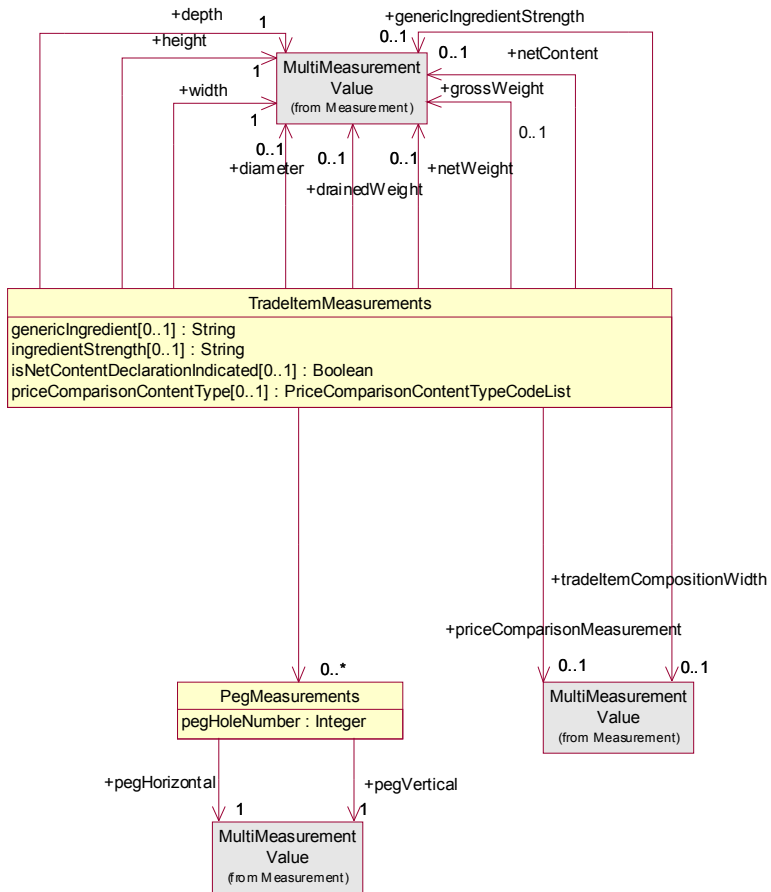 +depth
1
+genericIngredientStrength
+height
0..1
0..1
+netContent
1
MultiMeasurement
Value
(from Measurement)
+width
+grossWeight
1
0..1
0..1
0..1
0..1
+diameter
+drainedWeight
+netWeight
TradeItemMeasurements
genericIngredient[0..1] : String
ingredientStrength[0..1] : String
isNetContentDeclarationIndicated[0..1] : Boolean
priceComparisonContentType[0..1] : PriceComparisonContentTypeCodeList
+tradeItemCompositionWidth
+priceComparisonMeasurement
0..*
0..1
0..1
PegMeasurements
pegHoleNumber : Integer
MultiMeasurement
Value
(from Measurement)
+pegHorizontal
+pegVertical
1
1
MultiMeasurement
Value
(from Measurement)